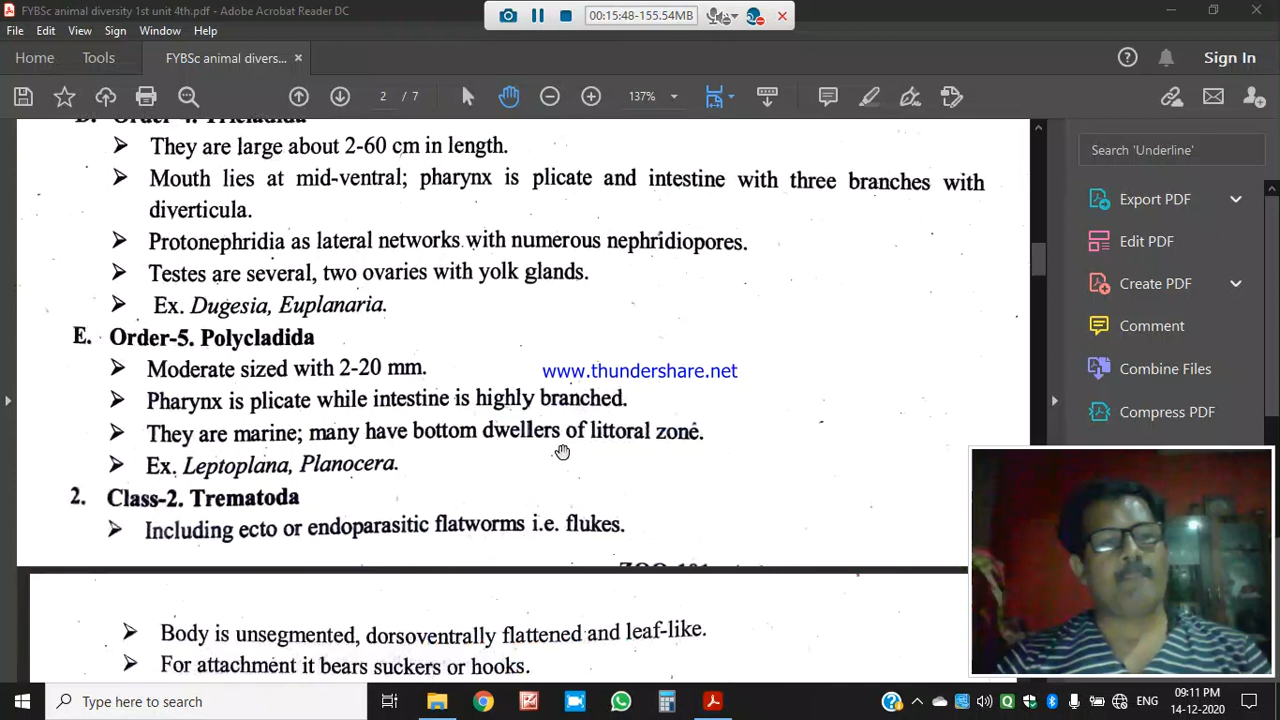 FYBSc animal diversity 1st unit 4th.pdf - Adobe Acrobat Reader DC
00:15:48-155.54MB
File Edit View Sign Window Help
Home Tools FYBSc animal divers... ×
Sign In
2 / 7 137%
D. Order-4. Tricladida
➤ They are large about 2-60 cm in length.
➤ Mouth lies at mid-ventral; pharynx is plicate and intestine with three branches with
diverticula.
➤ Protonephridia as lateral networks with numerous nephridiopores.
➤ Testes are several, two ovaries with yolk glands.
➤ Ex. Dugesia, Euplanaria.
E. Order-5. Polycladida
➤ Moderate sized with 2-20 mm.
www.thundershare.net
➤ Pharynx is plicate while intestine is highly branched.
➤ They are marine; many have bottom dwellers of littoral zone.
➤ Ex. Leptoplana, Planocera.
2. Class-2. Trematoda
➤ Including ecto or endoparasitic flatworms i.e. flukes.
➤ Body is unsegmented, dorsoventrally flattened and leaf-like.
➤ For attachment it bears suckers or hooks.
Search 'Underline'
Export PDF
Edit PDF
Create PDF
Comment
Combine Files
Compress PDF
Type here to search
ENG
09:11 PM
14-12-2020